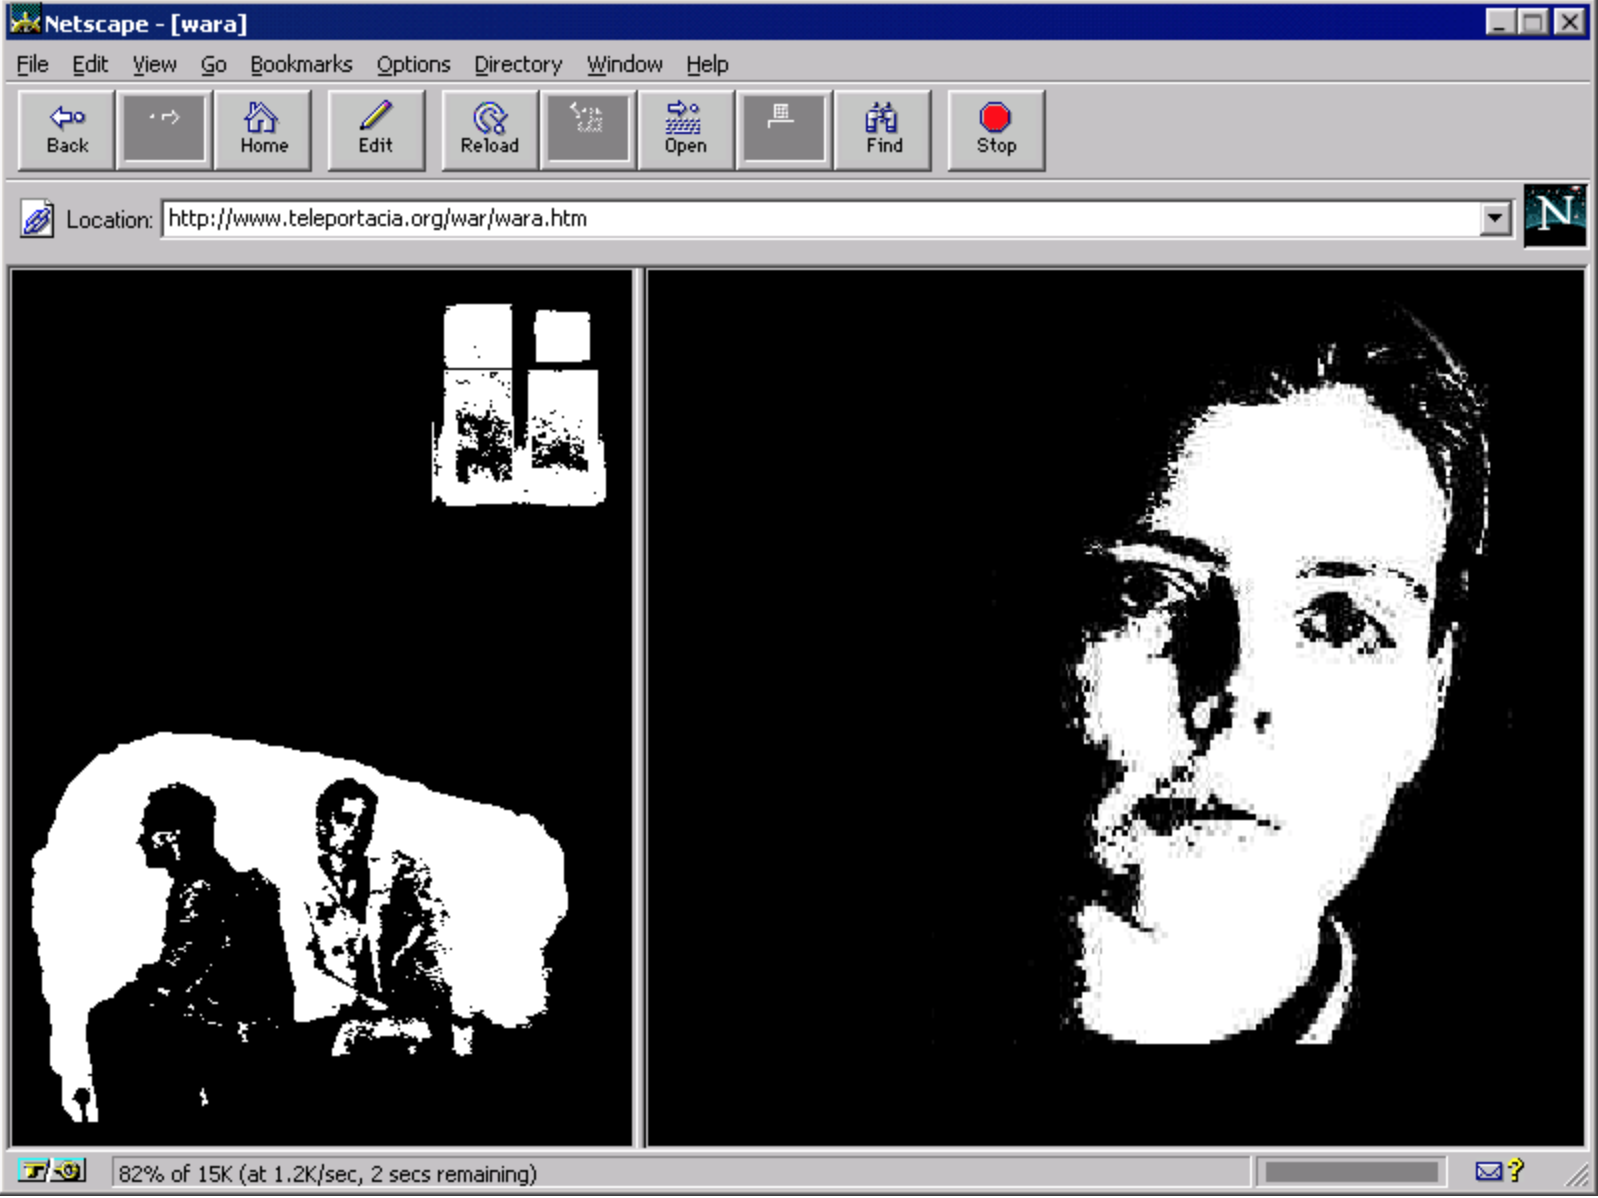 Netscape - [wara]
File Edit View Go Bookmarks Options Directory Window Help
Back Home Edit Reload Open Find Stop
Location: http://www.teleportacia.org/war/wara.htm
N
82% of 15K (at 1.2K/sec, 2 secs remaining)
?